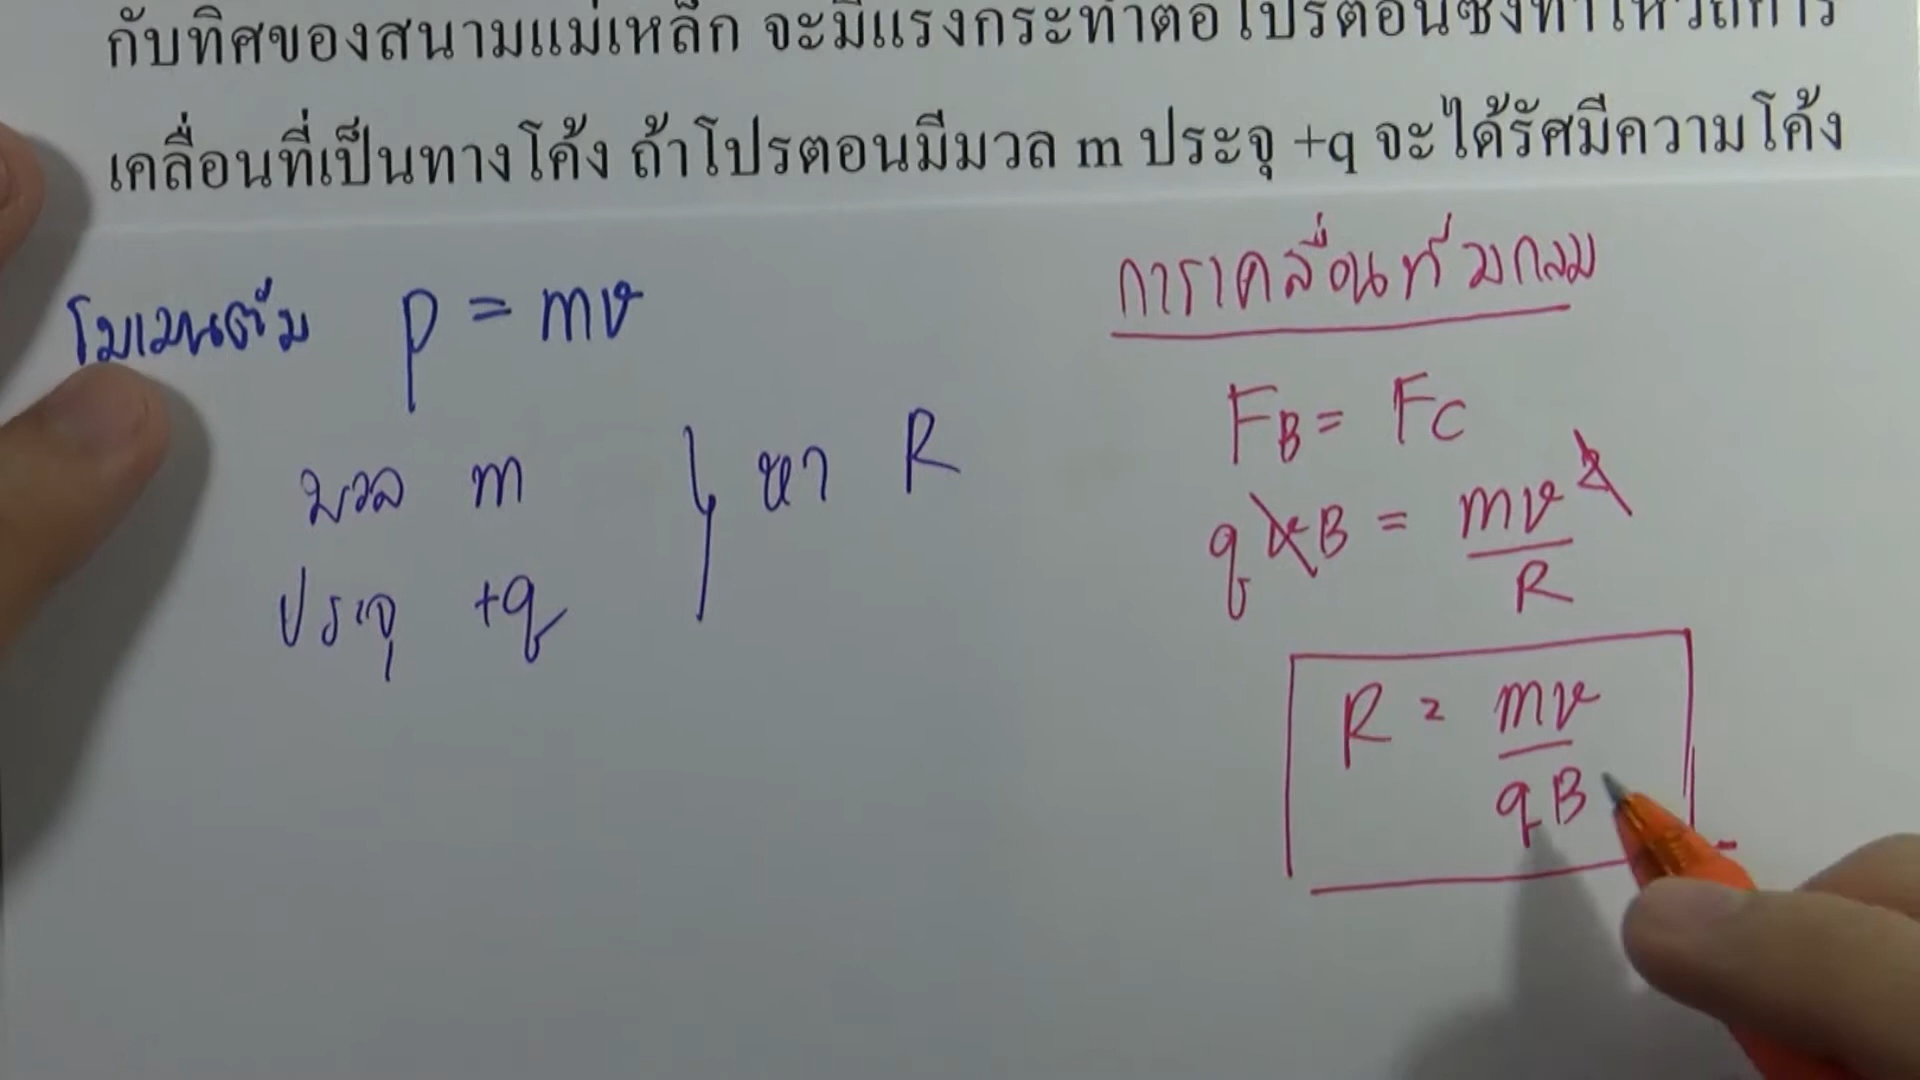 กับทิศของสนามแม่เหล็ก จะมีแรงกระทำต่อโปรตอนซึ่งทำให้วิถีการ
เคลื่อนที่เป็นทางโค้ง ถ้าโปรตอนมีมวล m ประจุ +q จะได้รัศมีความโค้ง
โมเมนตัม p = mv
มวล m
ประจุ +q
หา R
การเคลื่อนที่วงกลม
FB = FC
qvB = mv²/R
R = mv/qB